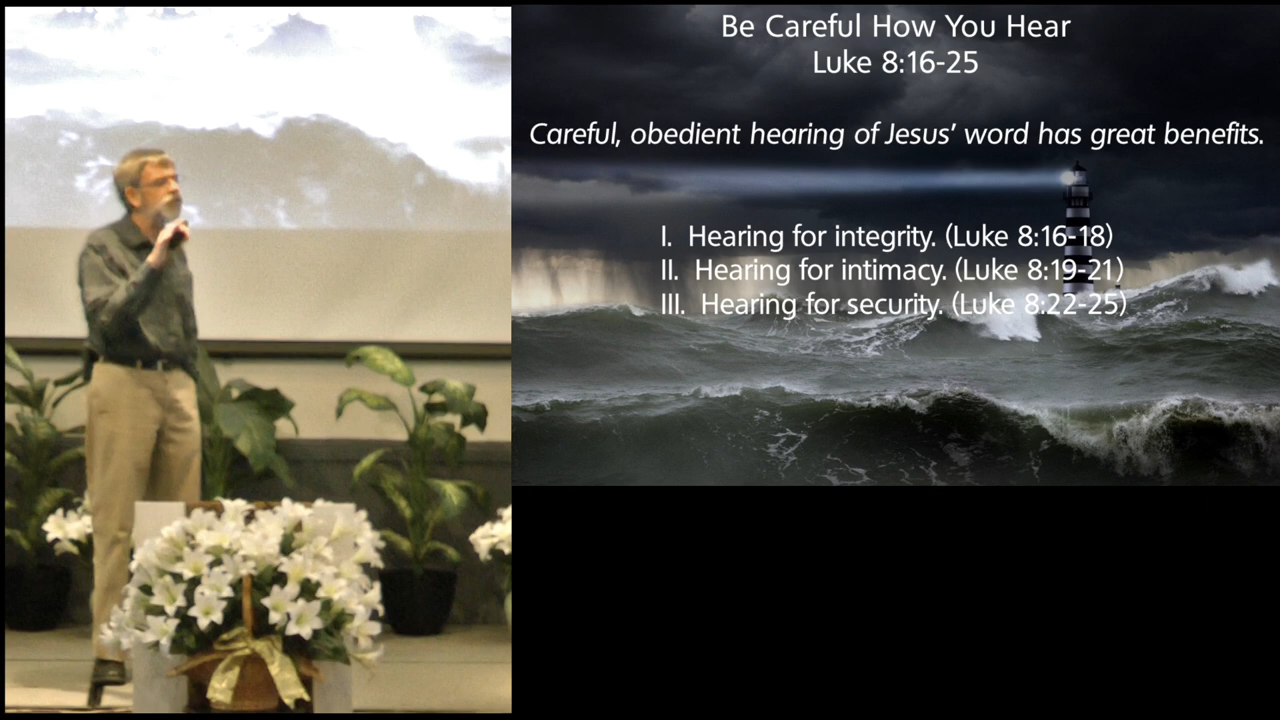 Be Careful How You Hear
Luke 8:16-25
Careful, obedient hearing of Jesus’ word has great benefits.
I. Hearing for integrity. (Luke 8:16-18)
II. Hearing for intimacy. (Luke 8:19-21)
III. Hearing for security. (Luke 8:22-25)